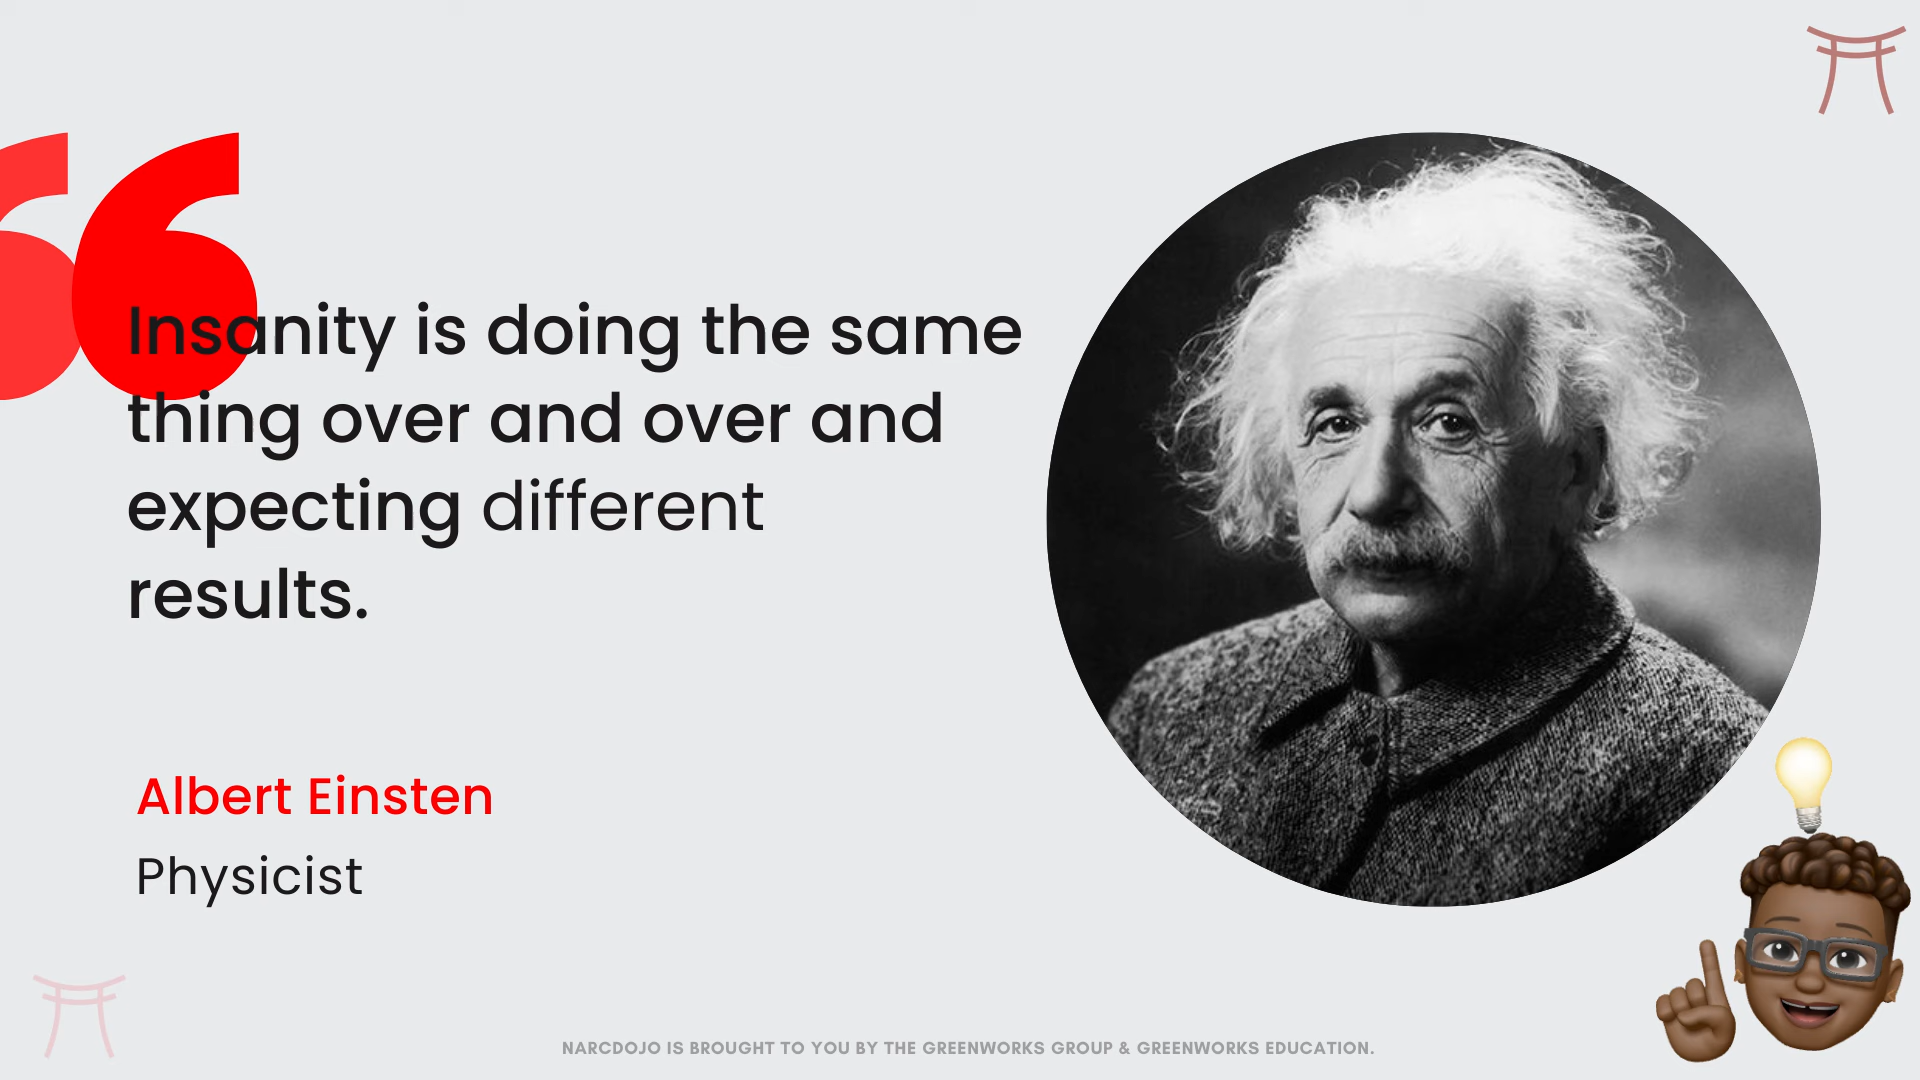 Insanity is doing the same
thing over and over and
expecting different
results.
Albert Einsten
Physicist
NARCDOJO IS BROUGHT TO YOU BY THE GREENWORKS GROUP & GREENWORKS EDUCATION.